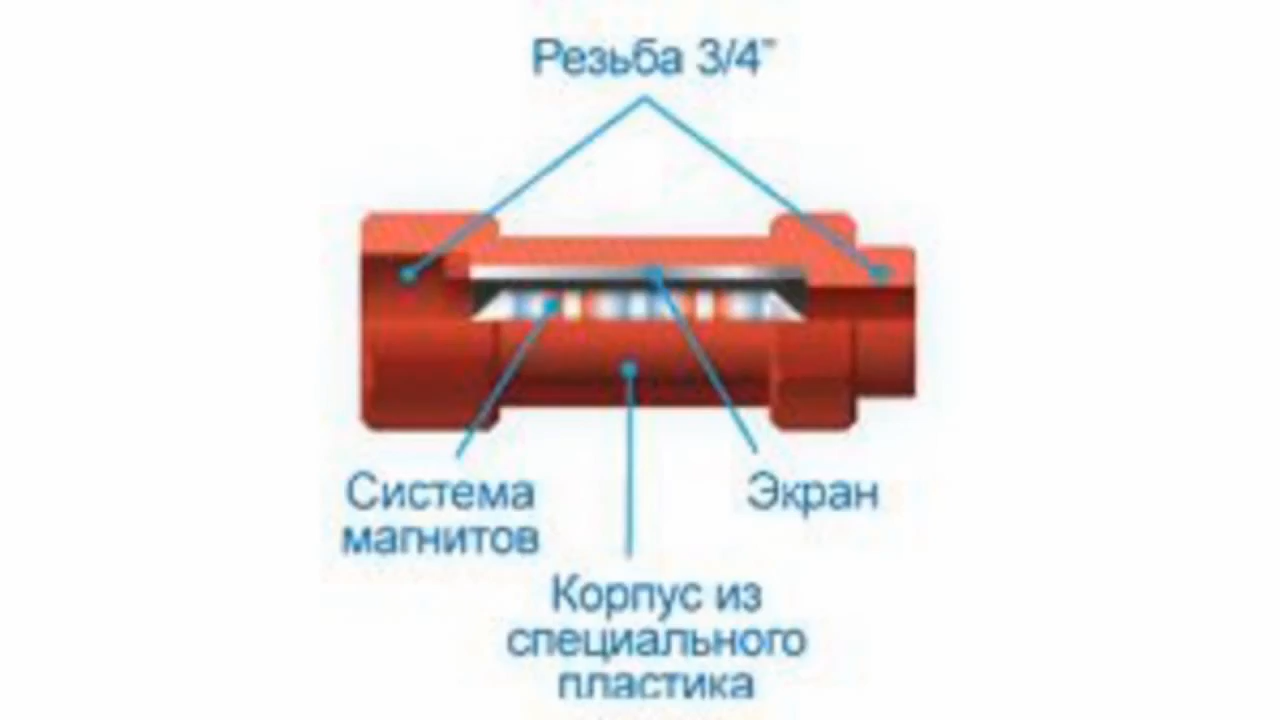 Резьба 3/4"
Система
магнитов
Экран
Корпус из
специального
пластика